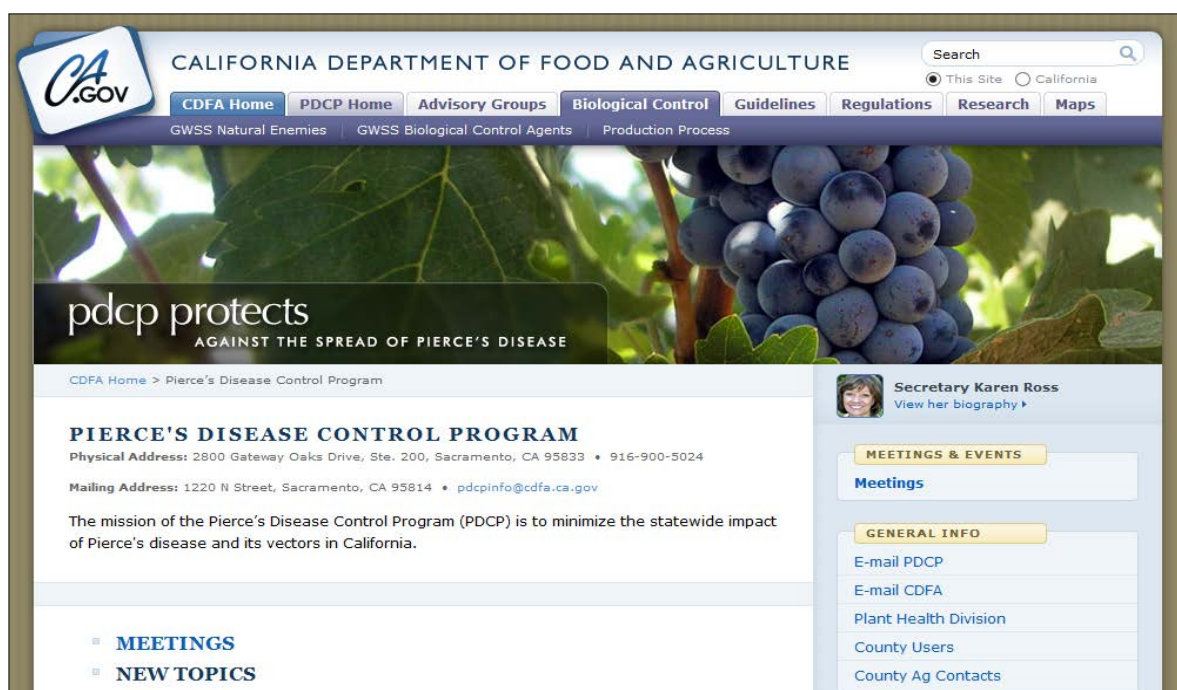 CA
.GOV
CALIFORNIA DEPARTMENT OF FOOD AND AGRICULTURE
Search
This Site California
CDFA Home PDCP Home Advisory Groups Biological Control Guidelines Regulations Research Maps
GWSS Natural Enemies GWSS Biological Control Agents Production Process
pdcp protects
AGAINST THE SPREAD OF PIERCE'S DISEASE
CDFA Home > Pierce's Disease Control Program
PIERCE'S DISEASE CONTROL PROGRAM
Physical Address: 2800 Gateway Oaks Drive, Ste. 200, Sacramento, CA 95833 • 916-900-5024
Mailing Address: 1220 N Street, Sacramento, CA 95814 • pdcpinfo@cdfa.ca.gov
The mission of the Pierce's Disease Control Program (PDCP) is to minimize the statewide impact
of Pierce's disease and its vectors in California.
MEETINGS
NEW TOPICS
Secretary Karen Ross
View her biography
MEETINGS & EVENTS
Meetings
GENERAL INFO
E-mail PDCP
E-mail CDFA
Plant Health Division
County Users
County Ag Contacts